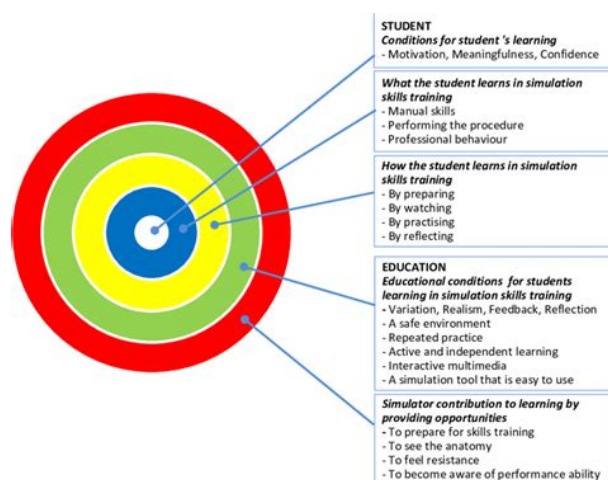 STUDENT
Conditions for student 's learning
- Motivation, Meaningfulness, Confidence
What the student learns in simulation
skills training
- Manual skills
- Performing the procedure
- Professional behaviour
How the student learns in simulation
skills training
- By preparing
- By watching
- By practising
- By reflecting
EDUCATION
Educational conditions for students
learning in simulation skills training
- Variation, Realism, Feedback, Reflection
- A safe environment
- Repeated practice
- Active and independent learning
- Interactive multimedia
- A simulation tool that is easy to use
Simulator contribution to learning by
providing opportunities
- To prepare for skills training
- To see the anatomy
- To feel resistance
- To become aware of performance ability